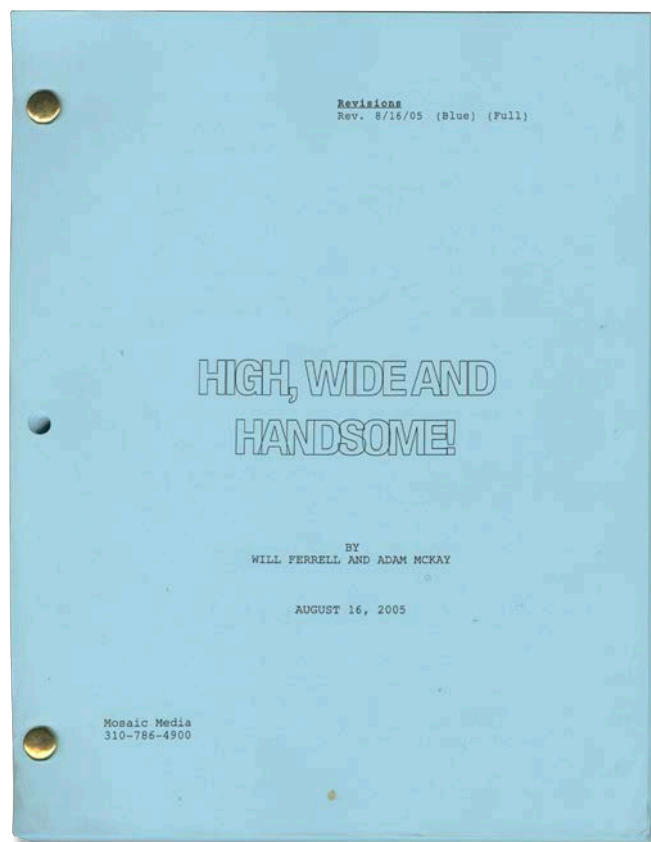 Revisions
Rev. 8/16/05 (Blue) (Full)
HIGH, WIDE AND
HANDSOME!
BY
WILL FERRELL AND ADAM MCKAY
AUGUST 16, 2005
Mosaic Media
310-786-4900